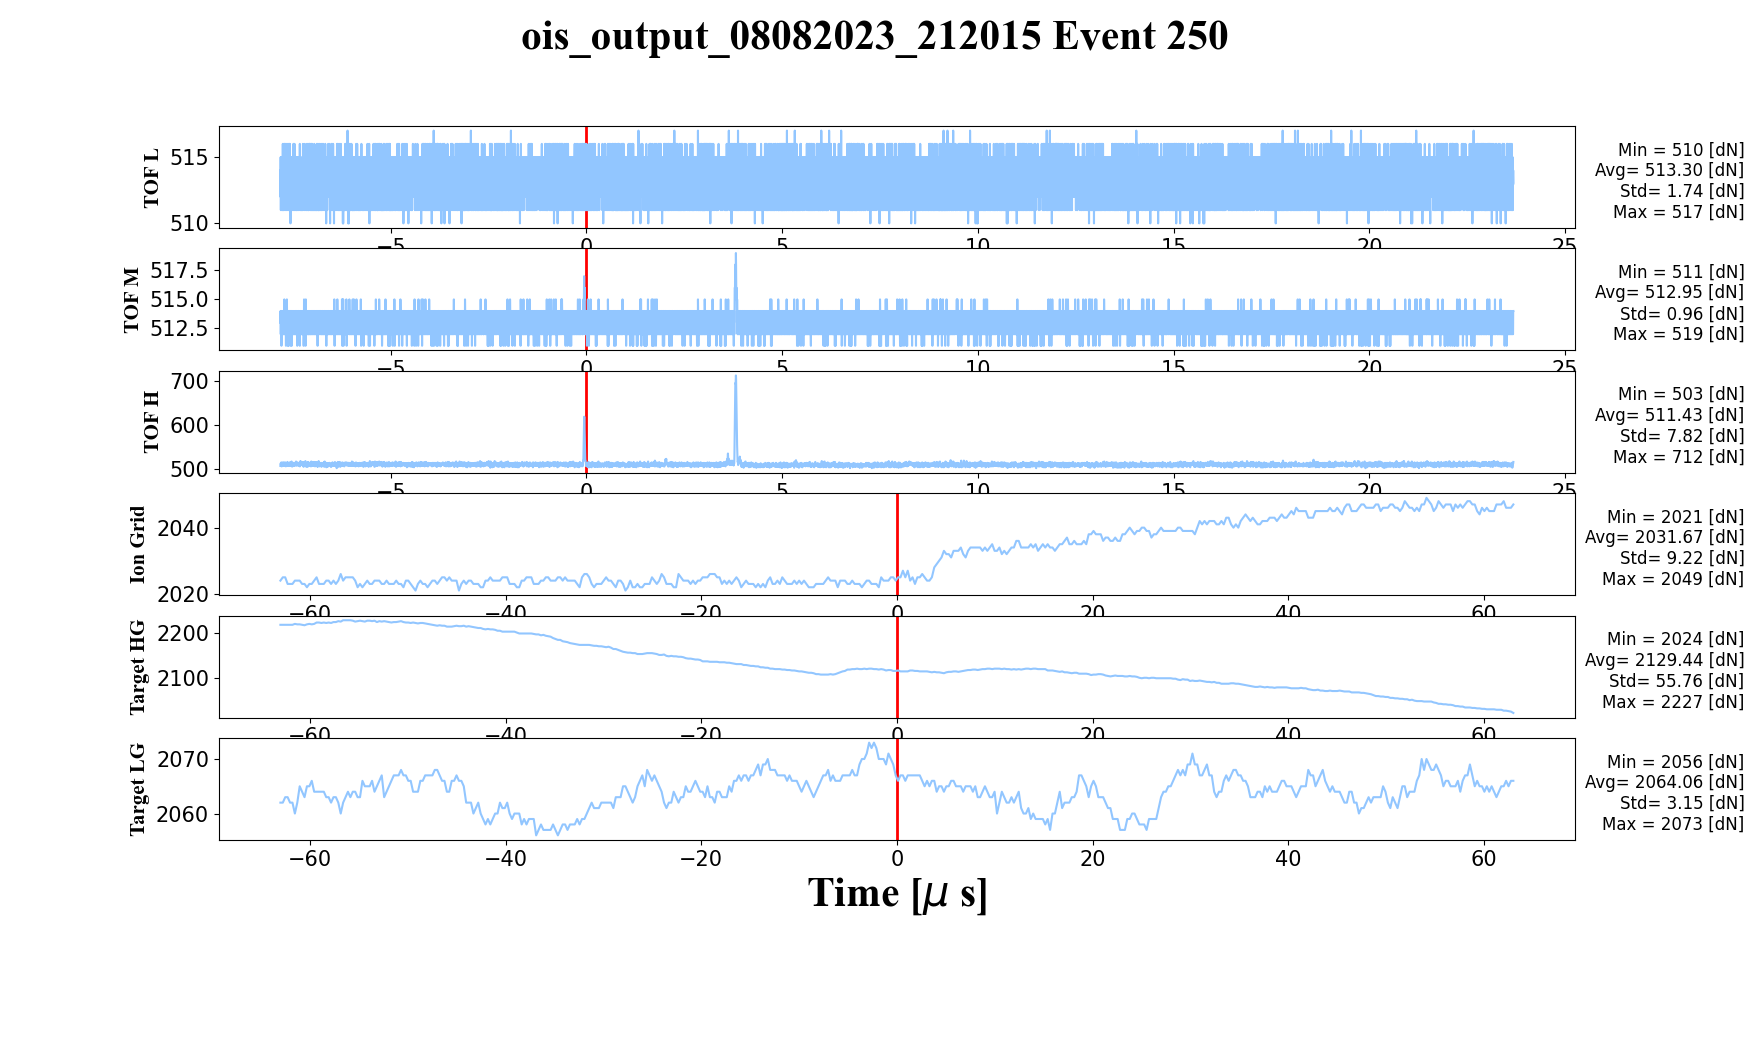 ois_output_08082023_212015 Event 250
TOF L
515
510
−5
0
5
10
15
20
25
Min = 510 [dN]
Avg= 513.30 [dN]
Std= 1.74 [dN]
Max = 517 [dN]
TOF M
517.5
515.0
512.5
−5
0
5
10
15
20
25
Min = 511 [dN]
Avg= 512.95 [dN]
Std= 0.96 [dN]
Max = 519 [dN]
TOF H
700
600
500
−5
0
5
10
15
20
25
Min = 503 [dN]
Avg= 511.43 [dN]
Std= 7.82 [dN]
Max = 712 [dN]
Ion Grid
2040
2020
−60
−40
−20
0
20
40
60
Min = 2021 [dN]
Avg= 2031.67 [dN]
Std= 9.22 [dN]
Max = 2049 [dN]
Target HG
2200
2100
−60
−40
−20
0
20
40
60
Min = 2024 [dN]
Avg= 2129.44 [dN]
Std= 55.76 [dN]
Max = 2227 [dN]
Target LG
2070
2060
−60
−40
−20
0
20
40
60
Min = 2056 [dN]
Avg= 2064.06 [dN]
Std= 3.15 [dN]
Max = 2073 [dN]
Time [μ s]